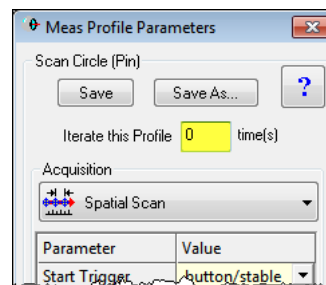 Meas Profile Parameters
Scan Circle (Pin)
Save Save As... ?
Iterate this Profile 0 time(s)
Acquisition
Spatial Scan
Parameter Value
Start Trigger button/stable